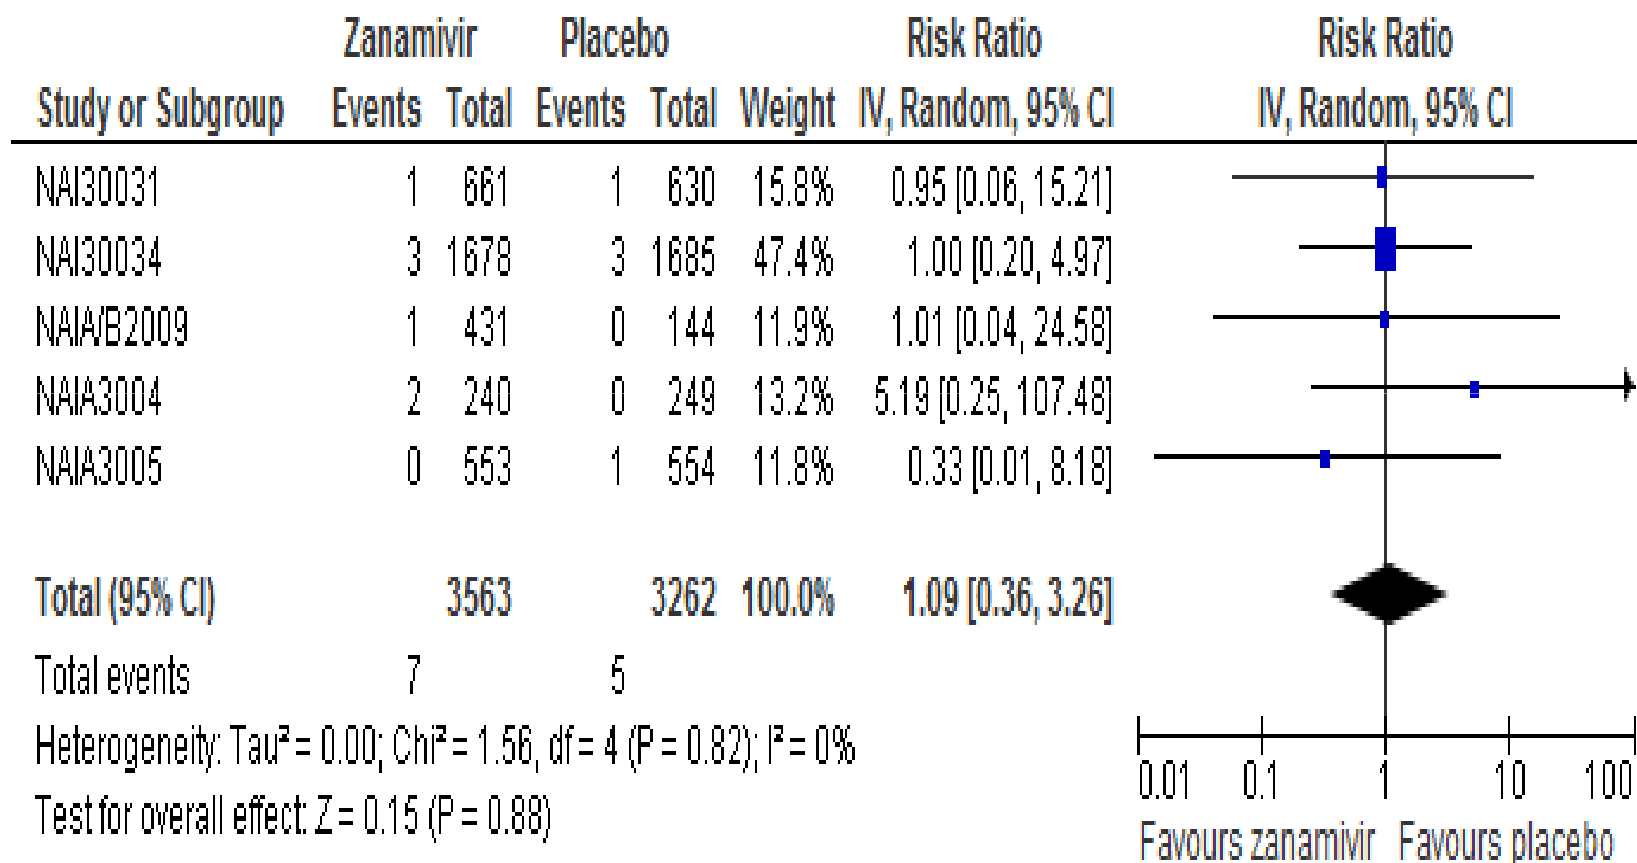 Zanamivir Placebo Risk Ratio Risk Ratio
Study or Subgroup Events Total Events Total Weight IV, Random, 95% CI IV, Random, 95% CI
NAI30031 1 661 1 630 15.8% 0.95 [0.06, 15.21]
NAI30034 3 1678 3 1685 47.4% 1.00 [0.20, 4.97]
NAIA/B2009 1 431 0 144 11.9% 1.01 [0.04, 24.58]
NAIA3004 2 240 0 249 13.2% 5.19 [0.25, 107.48]
NAIA3005 0 553 1 554 11.8% 0.33 [0.01, 8.18]
Total (95% CI) 3563 3262 100.0% 1.09 [0.36, 3.26]
Total events 7 5
Heterogeneity: Tau² = 0.00; Chi² = 1.56, df = 4 (P = 0.82); I² = 0%
Test for overall effect: Z = 0.15 (P = 0.88)
0.01 0.1 1 10 100
Favours zanamivir Favours placebo